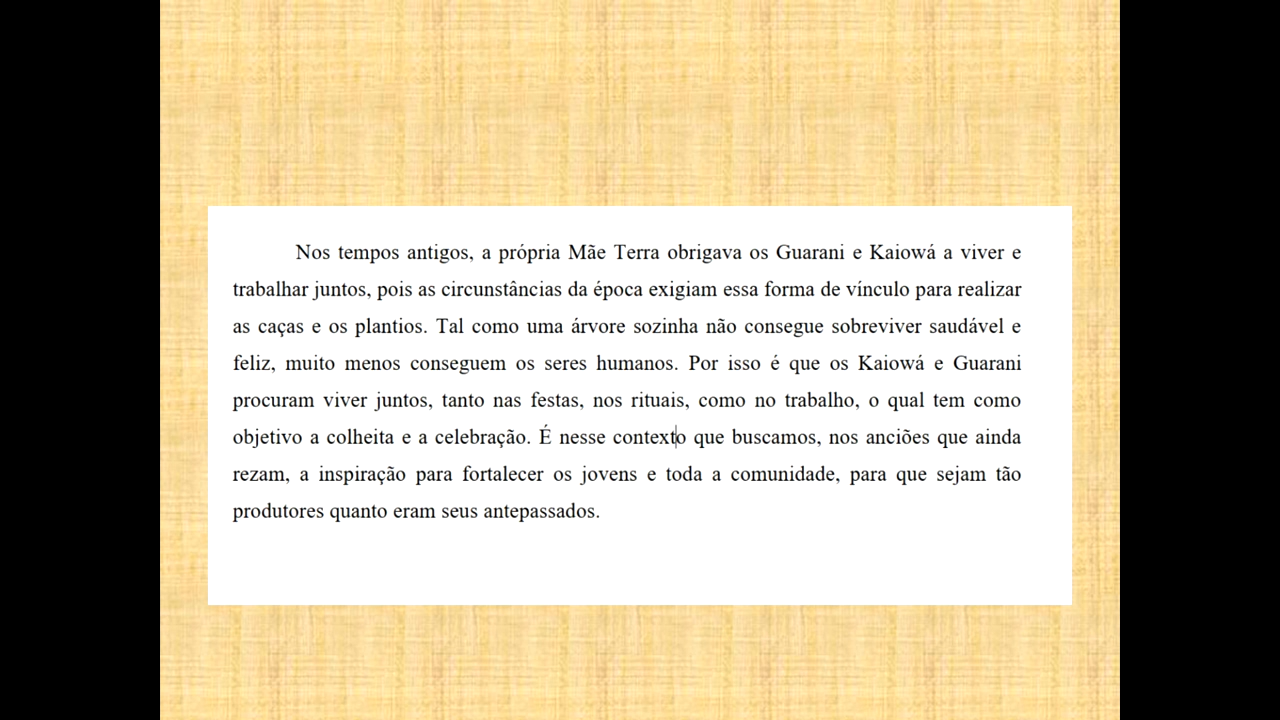 Nos tempos antigos, a própria Mãe Terra obrigava os Guarani e Kaiowá a viver e
trabalhar juntos, pois as circunstâncias da época exigiam essa forma de vínculo para realizar
as caças e os plantios. Tal como uma árvore sozinha não consegue sobreviver saudável e
feliz, muito menos conseguem os seres humanos. Por isso é que os Kaiowá e Guarani
procuram viver juntos, tanto nas festas, nos rituais, como no trabalho, o qual tem como
objetivo a colheita e a celebração. É nesse contexto que buscamos, nos anciões que ainda
rezam, a inspiração para fortalecer os jovens e toda a comunidade, para que sejam tão
produtores quanto eram seus antepassados.